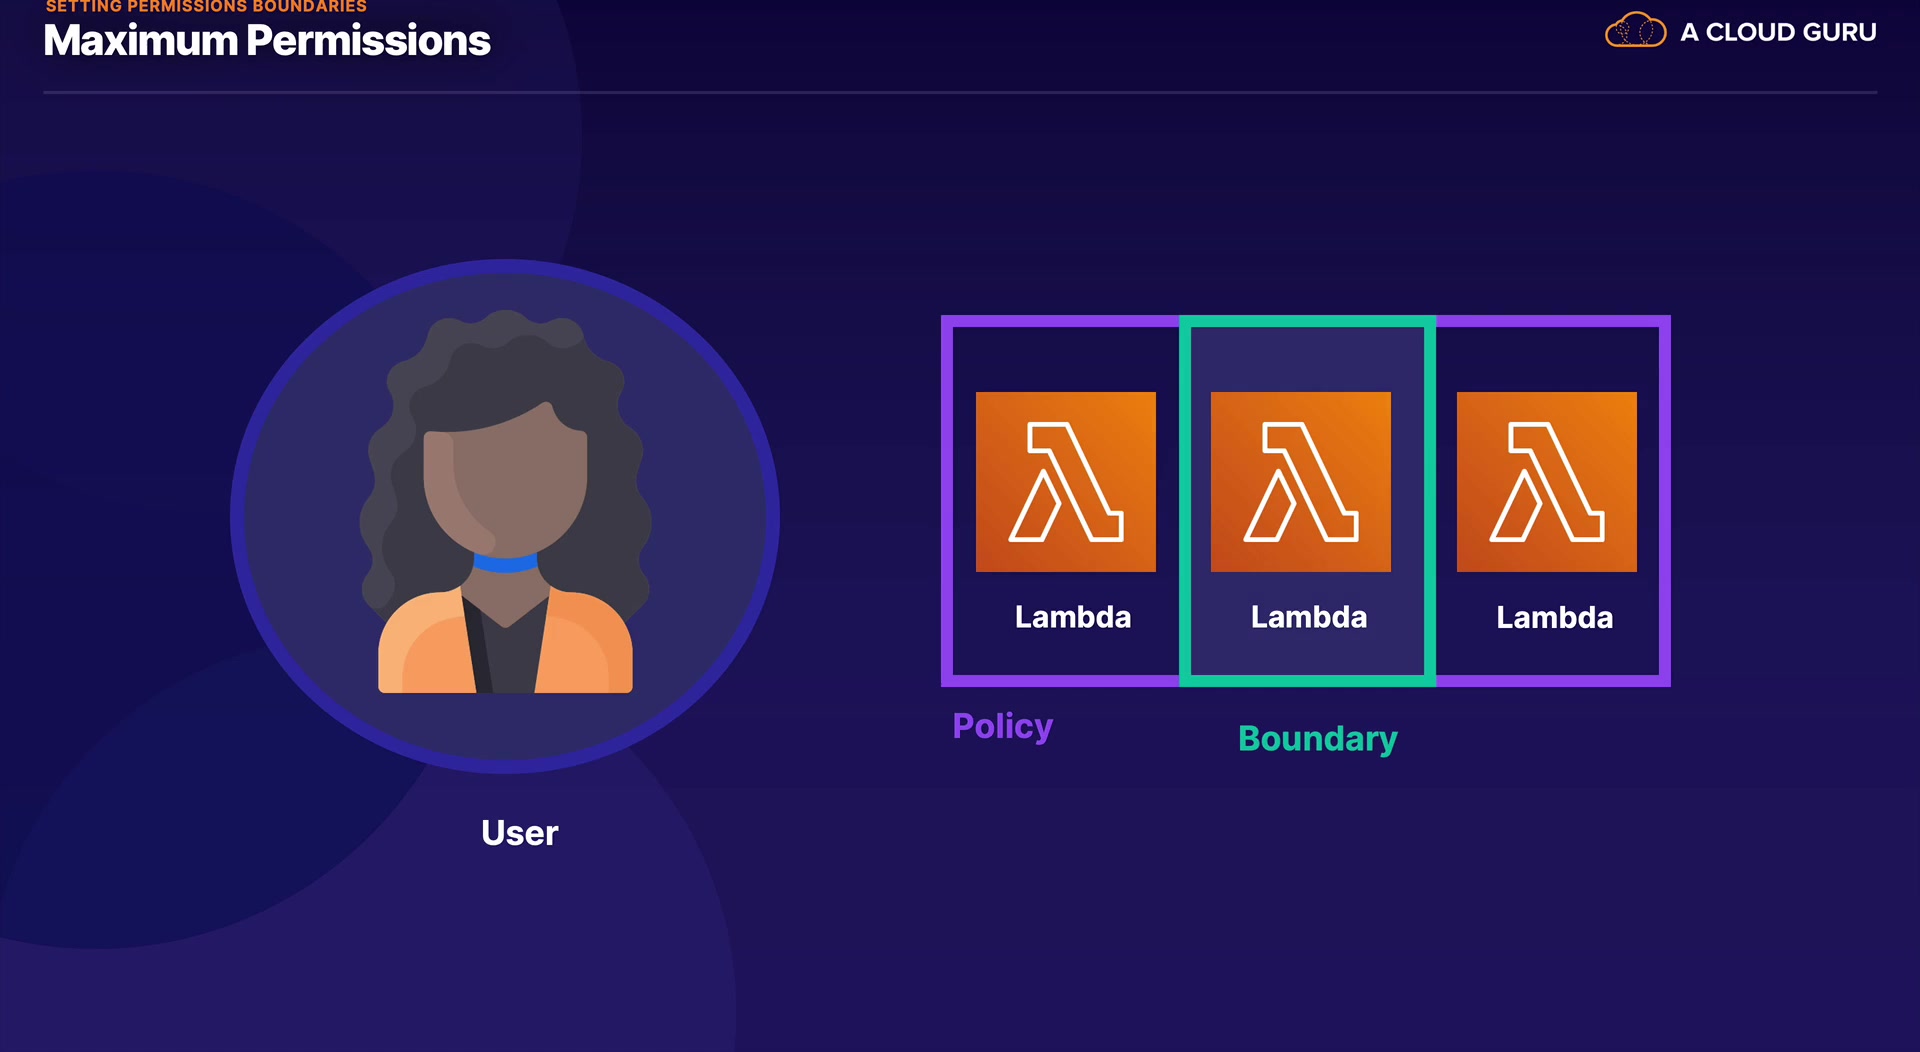 SETTING PERMISSIONS BOUNDARIES
Maximum Permissions
A CLOUD GURU
Lambda
Lambda
Lambda
Policy
Boundary
User